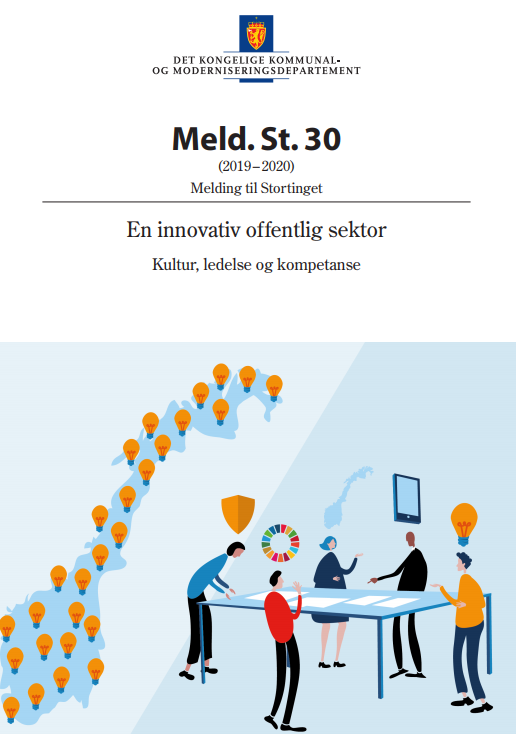 DET KONGELIGE KOMMUNAL-
OG MODERNISERINGSDEPARTEMENT
Meld. St. 30
(2019–2020)
Melding til Stortinget
En innovativ offentlig sektor
Kultur, ledelse og kompetanse